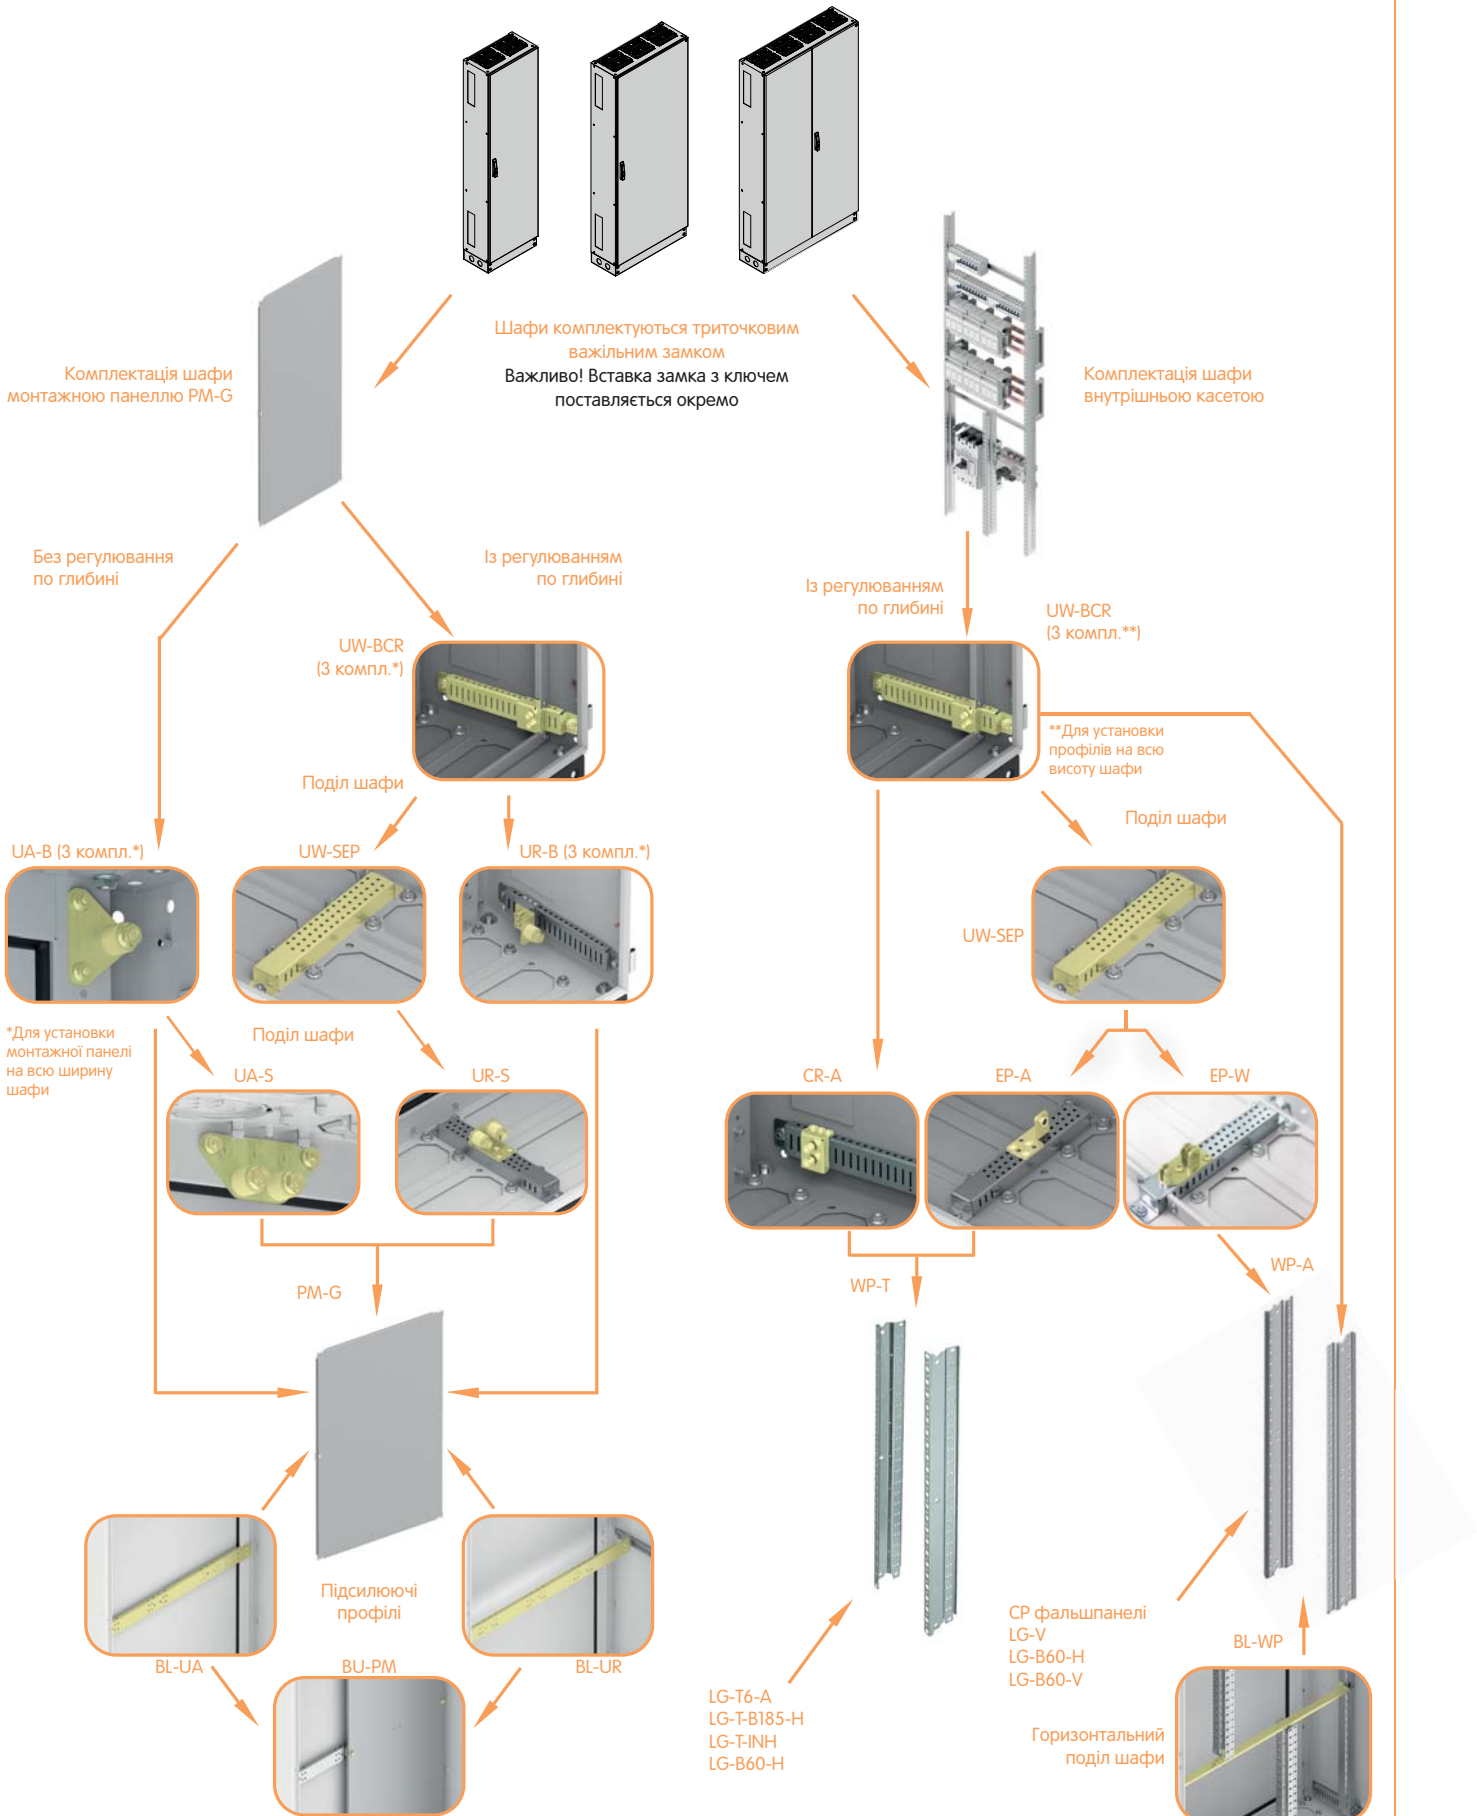 Шафи комплектуються триточковим
важільним замком
Важливо! Вставка замка з ключем
поставляється окремо
Комплектація шафи
монтажною панеллю PM-G
Комплектація шафи
внутрішньою касетою
Без регулювання
по глибині
Із регулюванням
по глибині
Із регулюванням
по глибині
UW-BCR
(3 компл.*)
UW-BCR
(3 компл.**)
**Для установки
профілів на всю
висоту шафи
Поділ шафи
Поділ шафи
UA-B (3 компл.*)
UW-SEP
UR-B (3 компл.*)
UW-SEP
*Для установки
монтажної панелі
на всю ширину
шафи
Поділ шафи
UA-S
UR-S
CR-A
EP-A
EP-W
PM-G
WP-T
WP-A
Підсилюючі
профілі
BL-UA
BU-PM
BL-UR
LG-T6-A
LG-T-B185-H
LG-T-INH
LG-B60-H
CP фальшпанелі
LG-V
LG-B60-H
LG-B60-V
BL-WP
Горизонтальний
поділ шафи